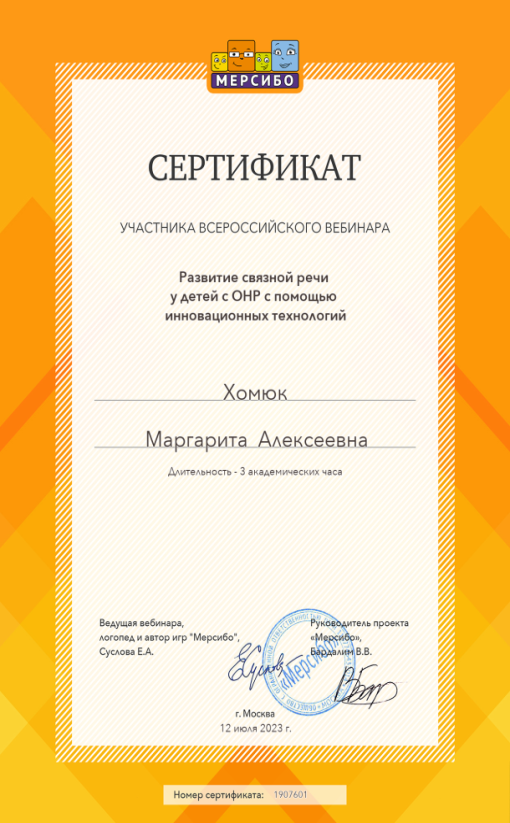 МЕРСИБО
СЕРТИФИКАТ
УЧАСТНИКА ВСЕРОССИЙСКОГО ВЕБИНАРА
Развитие связной речи
у детей с ОНР с помощью
инновационных технологий
Хомюк
Маргарита Алексеевна
Длительность - 3 академических часа
Ведущая вебинара,
логопед и автор игр "Мерсибо",
Суслова Е.А.
Руководитель проекта
«Мерсибо»,
Бардалим В.В.
«Мерсибо»
г. Москва
12 июля 2023 г.
Номер сертификата: 1907601